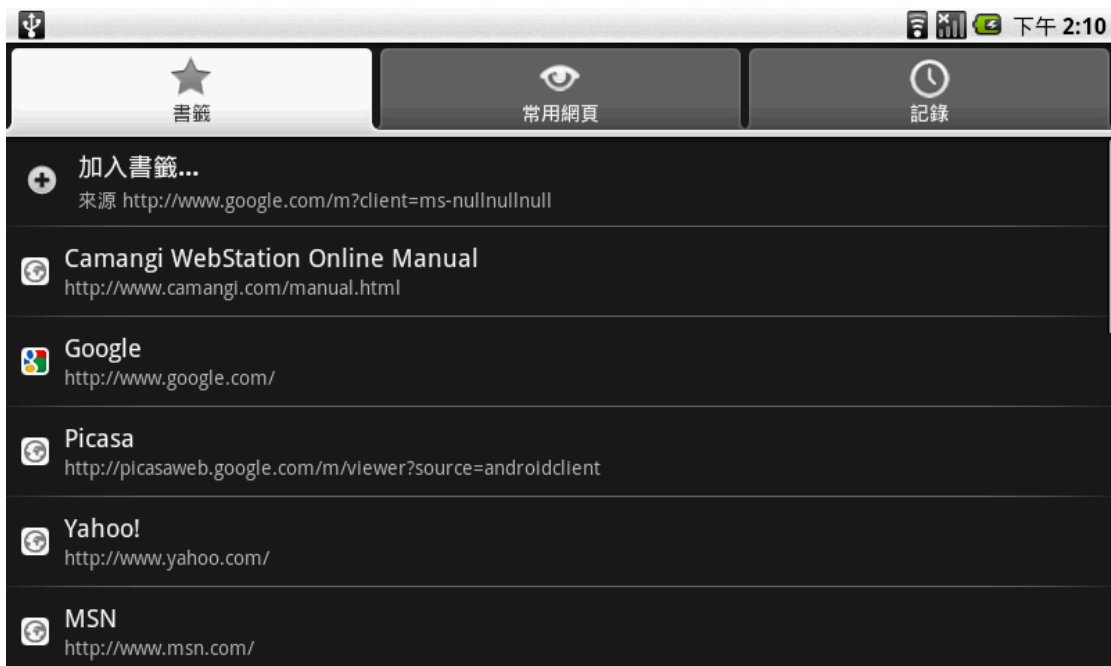 下午 2:10
書籤
常用網頁
記錄
加入書籤...
來源 http://www.google.com/m?client=ms-nullnullnull
Camangi WebStation Online Manual
http://www.camangi.com/manual.html
Google
http://www.google.com/
Picasa
http://picasaweb.google.com/m/viewer?source=androidclient
Yahoo!
http://www.yahoo.com/
MSN
http://www.msn.com/